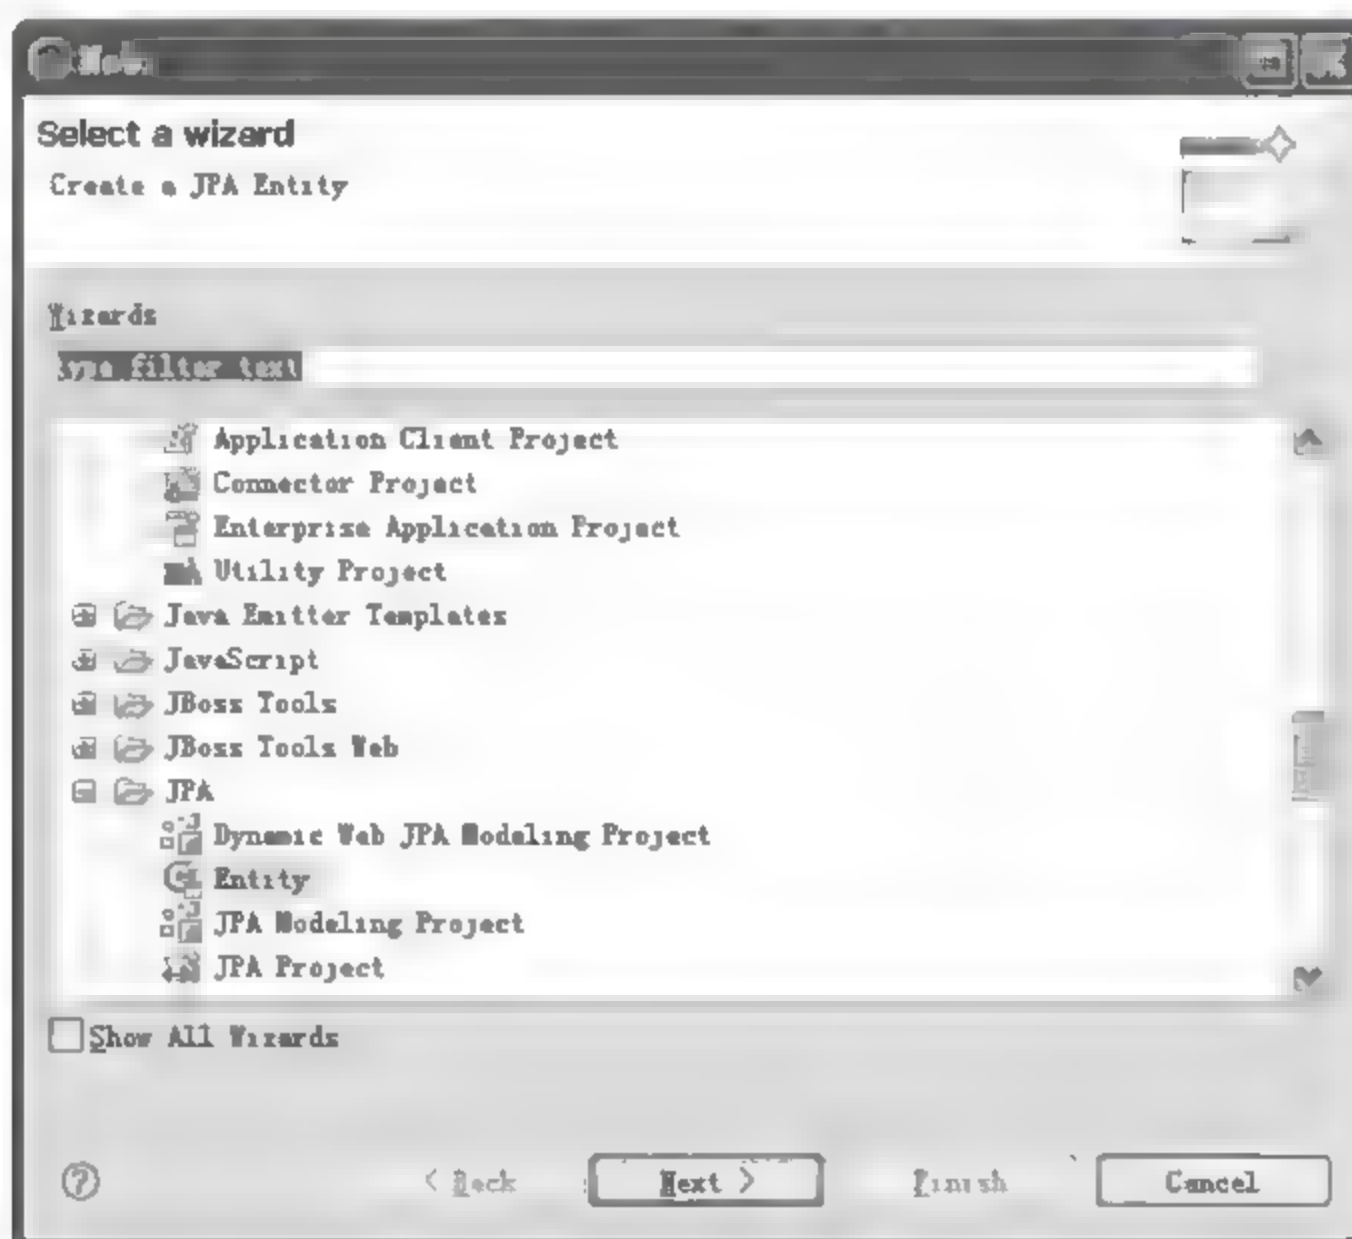 New
Select a wizard
Create a JPA Entity
Wizards
type filter text
Application Client Project
Connector Project
Enterprise Application Project
Utility Project
Java Emitter Templates
JavaScript
JBoss Tools
JBoss Tools Web
JPA
Dynamic Web JPA Modeling Project
Entity
JPA Modeling Project
JPA Project
Show All Wizards
< Back Next > Finish Cancel